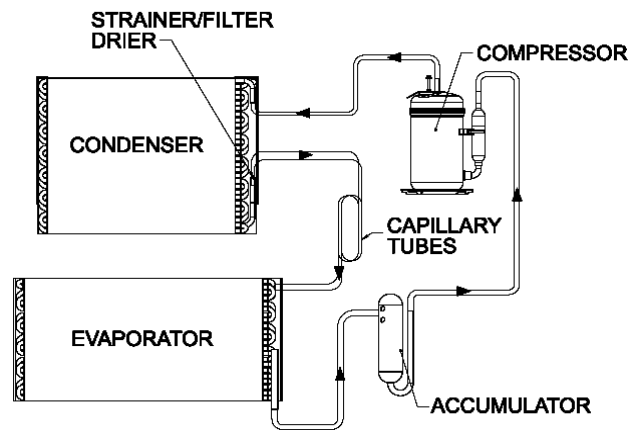 STRAINER/FILTER
DRIER
COMPRESSOR
CONDENSER
CAPILLARY
TUBES
EVAPORATOR
ACCUMULATOR